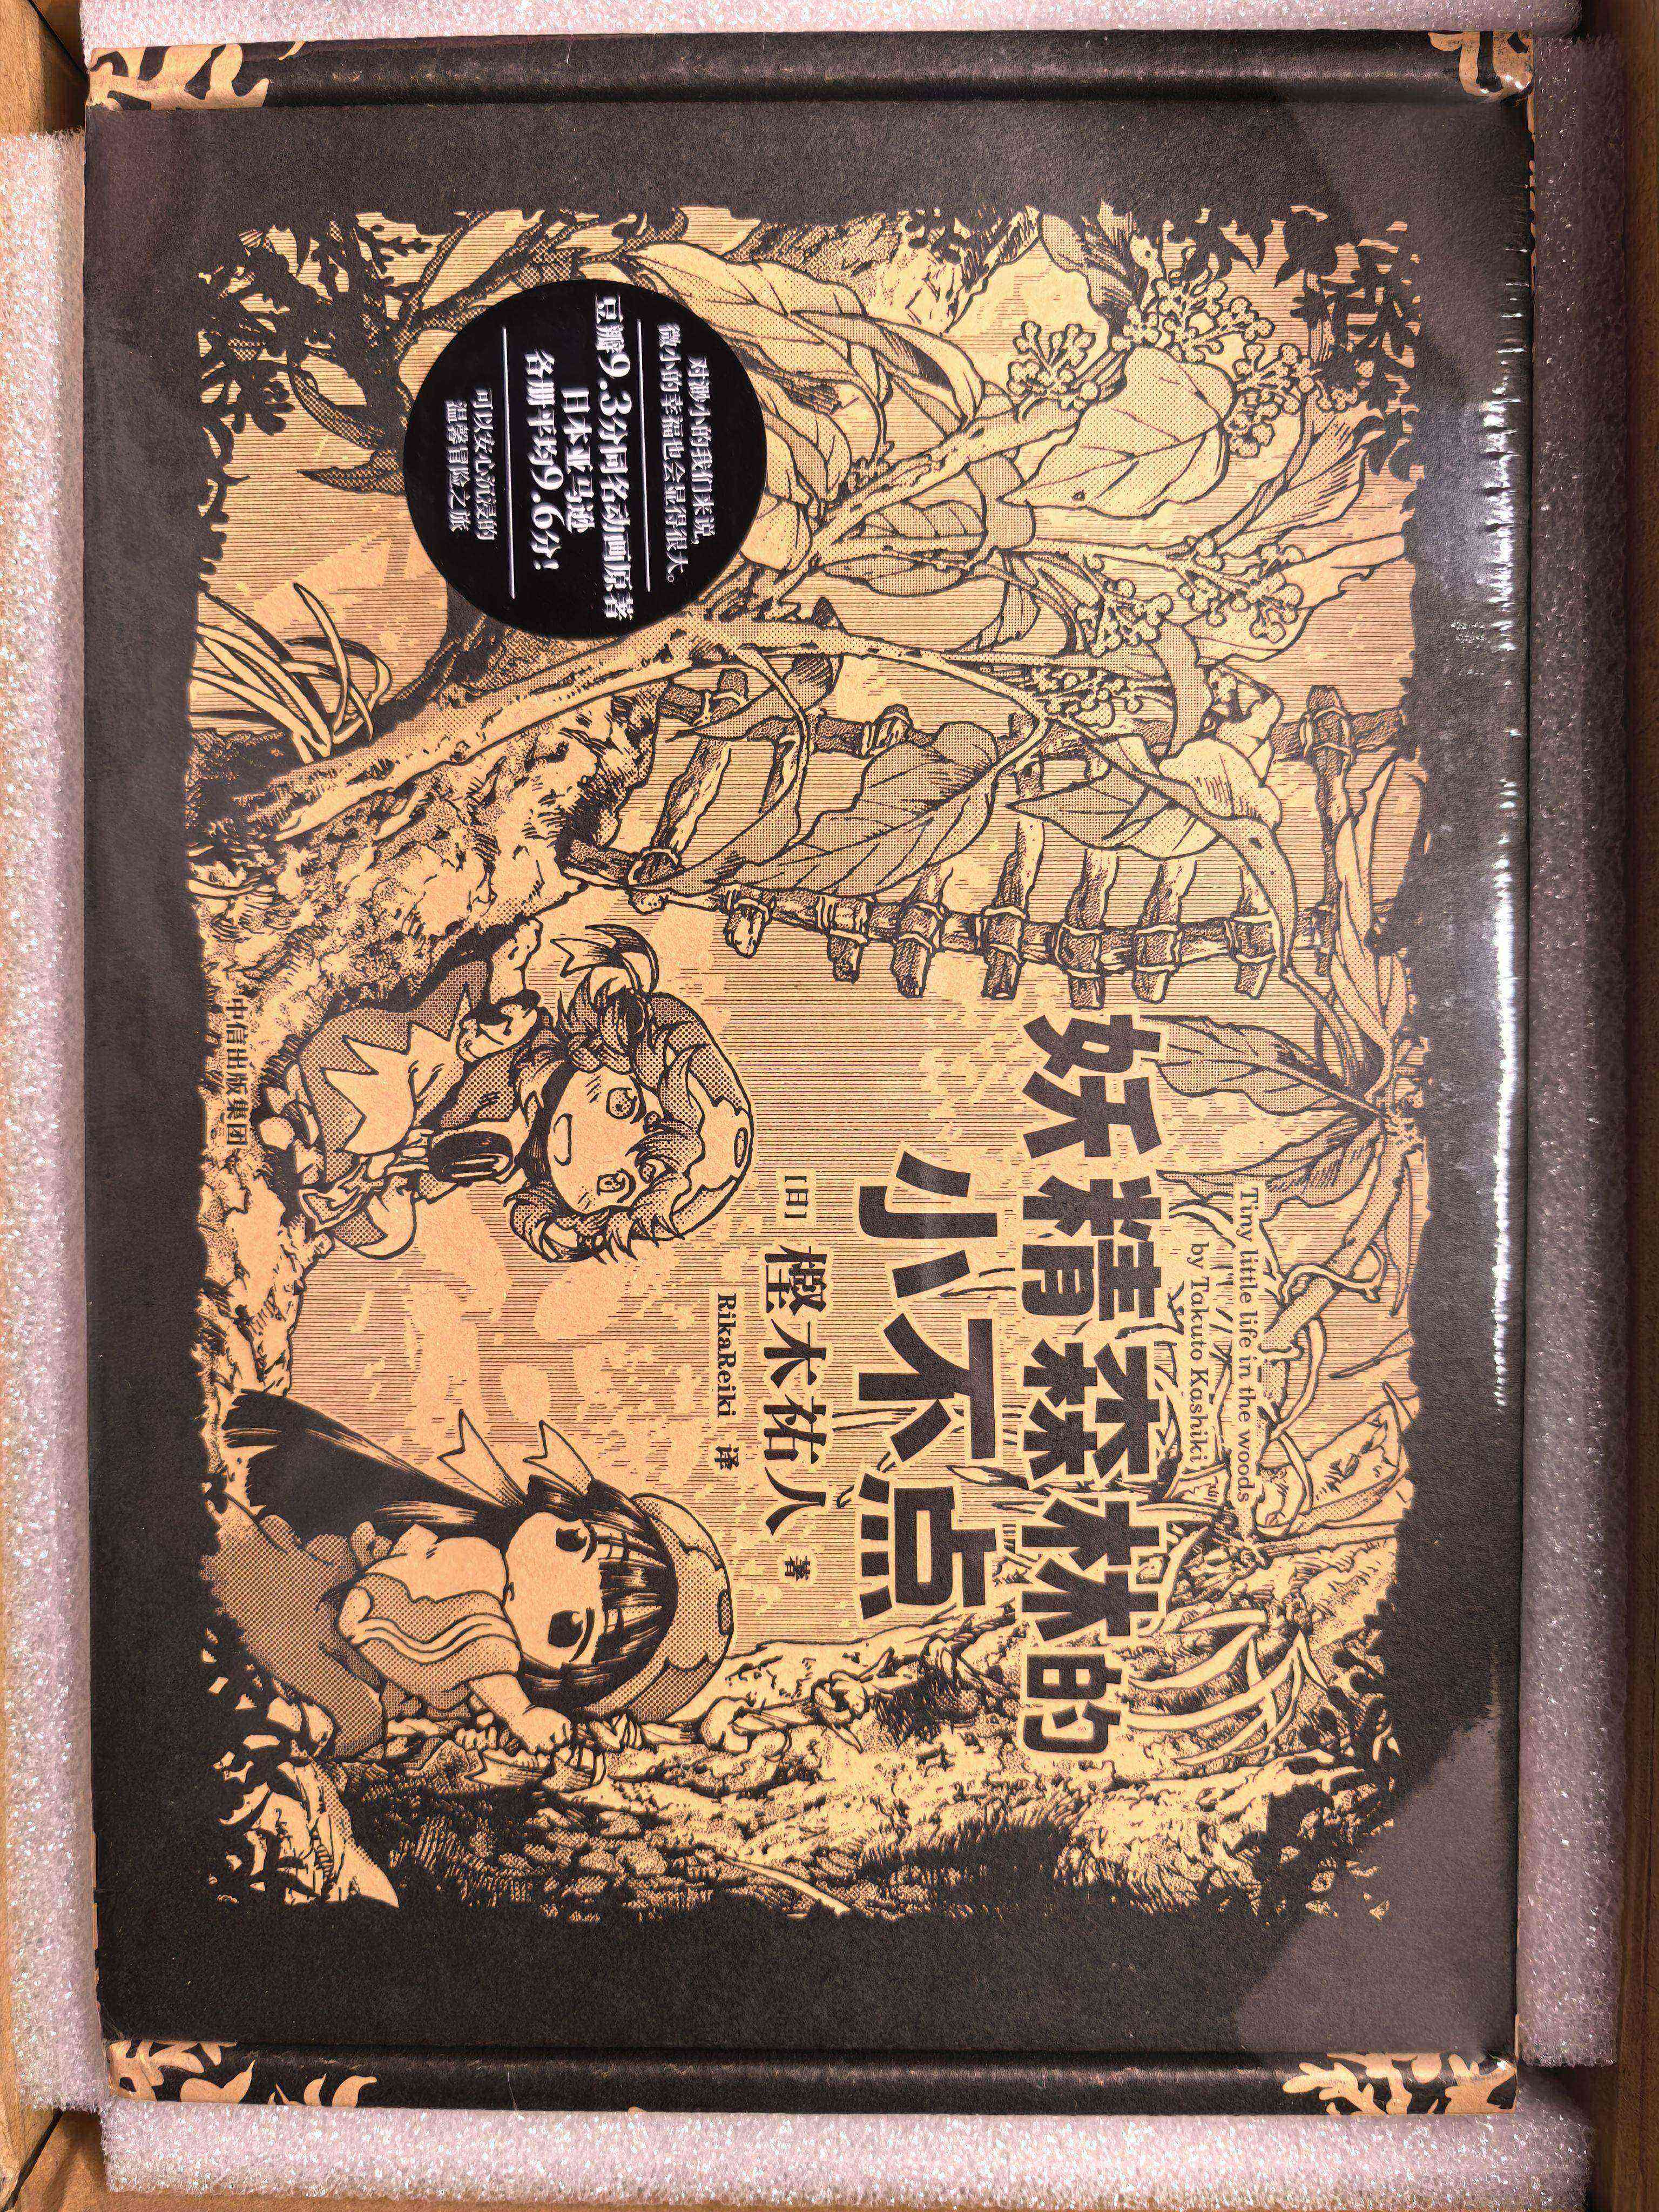 Tiny little life in the woods
by Takuto Kashiki
妖精森林的
小不点
[日] 樫木祐人 著
RikaReiki 译
对渺小的我们来说,
微小的幸福也会显得很大。
豆瓣9.3分同名动画原著
日本亚马逊
各册平均9.6分!
可以安心沉浸的
温馨冒险之旅
中信出版集团